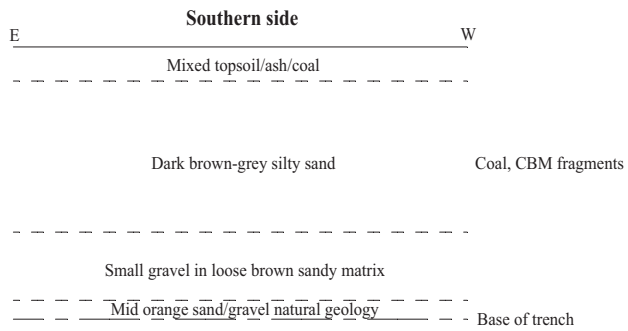 Southern side
E
W
Mixed topsoil/ash/coal
Dark brown-grey silty sand
Coal, CBM fragments
Small gravel in loose brown sandy matrix
Mid orange sand/gravel natural geology
Base of trench